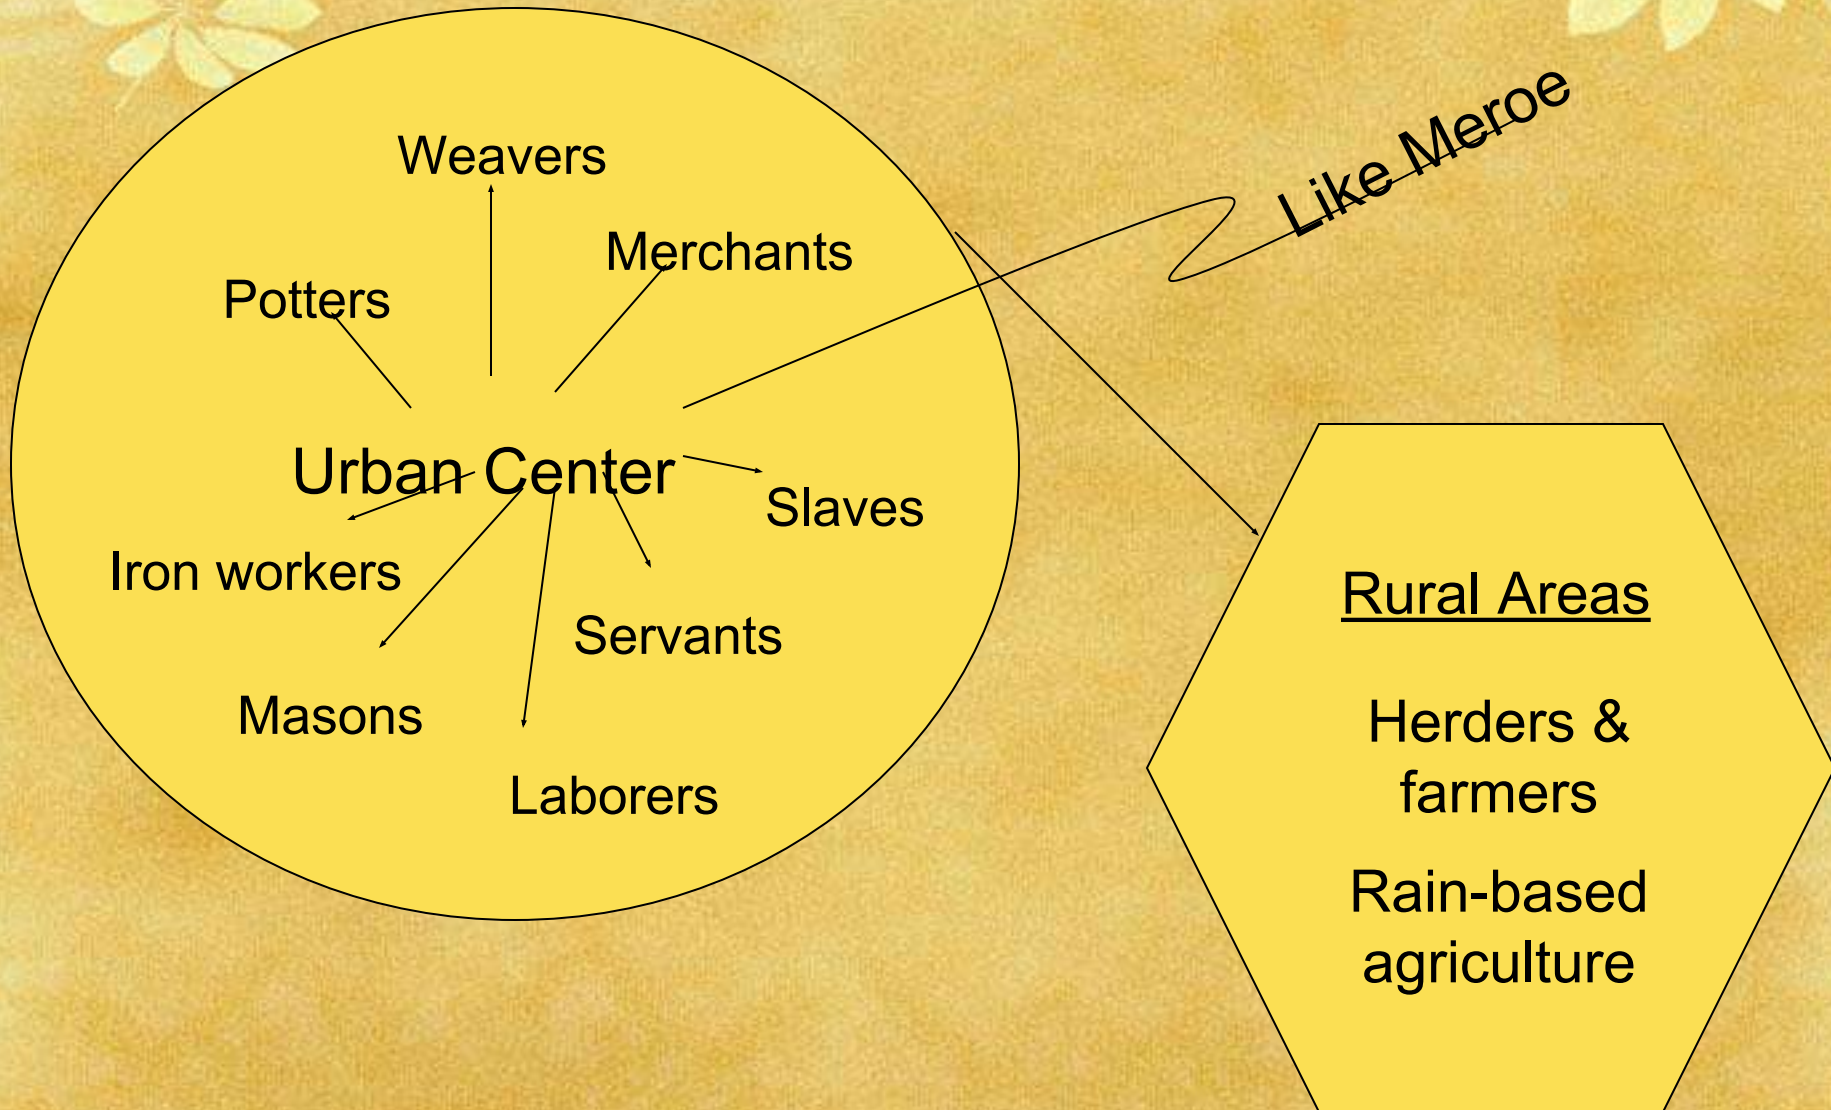 Weavers
Merchants
Like Meroe
Potters
Urban Center
Slaves
Iron workers
Servants
Masons
Laborers
Rural Areas
Herders &
farmers
Rain-based
agriculture